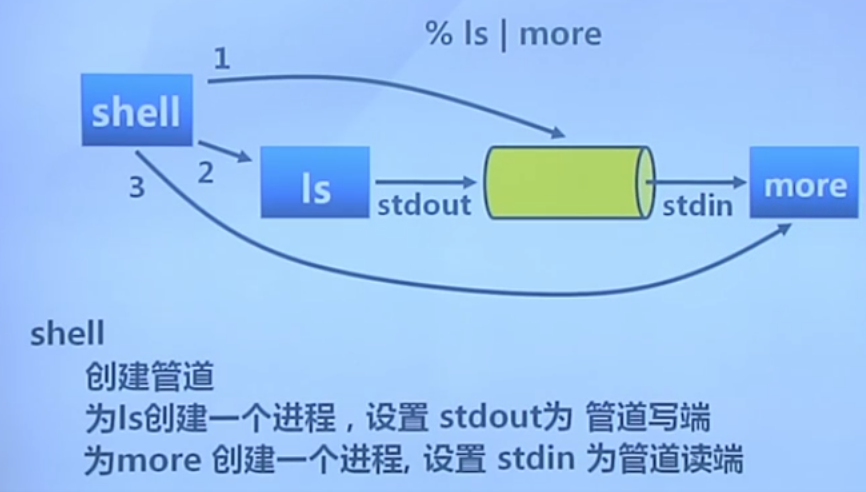 % ls | more
1
shell
2
3
ls
stdout
stdin
more
shell
创建管道
为ls创建一个进程 , 设置 stdout为 管道写端
为more 创建一个进程, 设置 stdin 为管道读端